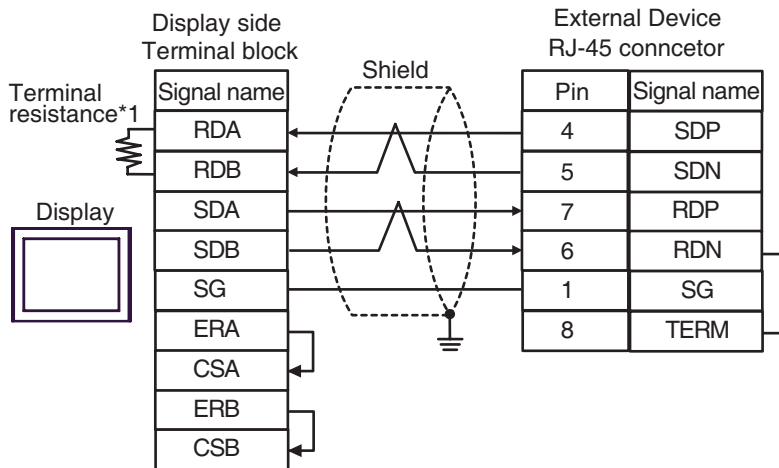 Display side
Terminal block
External Device
RJ-45 conncetor
Shield
Terminal
resistance*1
Display
Signal name
RDA
RDB
SDA
SDB
SG
ERA
CSA
ERB
CSB
Pin Signal name
4 SDP
5 SDN
7 RDP
6 RDN
1 SG
8 TERM